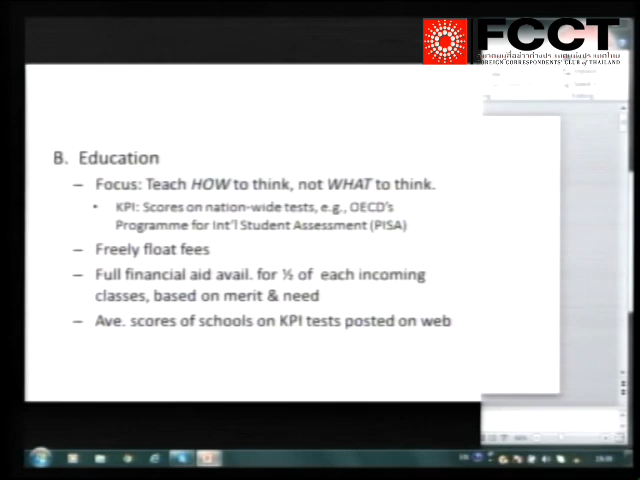 FCCT
FOREIGN CORRESPONDENTS' CLUB of THAILAND
B. Education
– Focus: Teach HOW to think, not WHAT to think.
• KPI: Scores on nation-wide tests, e.g., OECD's
Programme for Int'l Student Assessment (PISA)
– Freely float fees
– Full financial aid avail. for ⅓ of each incoming
classes, based on merit & need
– Ave. scores of schools on KPI tests posted on web